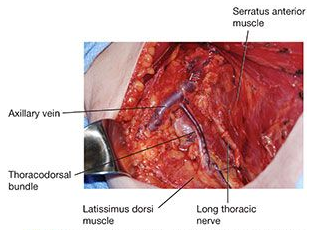 Serratus anterior
muscle
Axillary vein
Thoracodorsal
bundle
Latissimus dorsi
muscle
Long thoracic
nerve